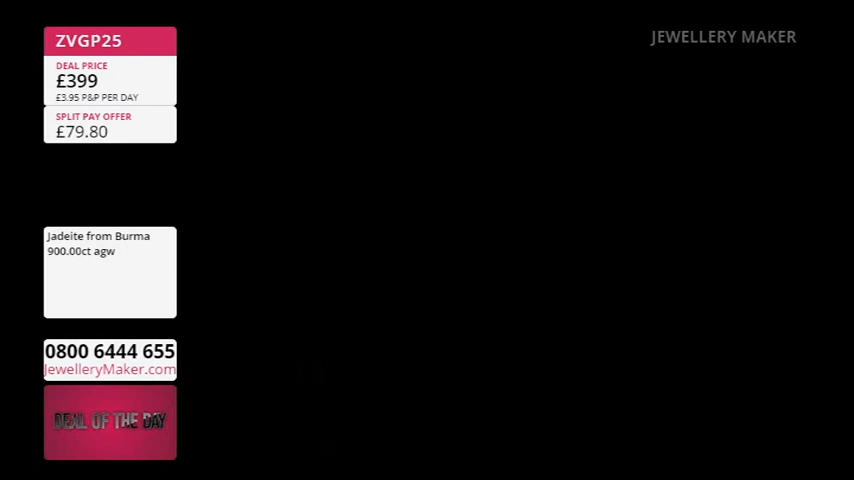 ZVGP25
DEAL PRICE
£399
£3.95 P&P PER DAY
SPLIT PAY OFFER
£79.80
JEWELLERY MAKER
Jadeite from Burma
900.00ct agw
0800 6444 655
JewelleryMaker.com
DEAL OF THE DAY